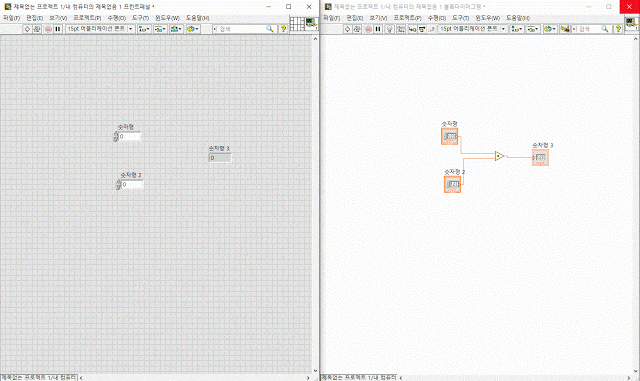 제목없는 프로젝트 1/내 컴퓨터의 제목없음 1 프런트패널 *
파일(F) 편집(E) 보기(V) 프로젝트(P) 수행(O) 도구(T) 윈도우(W) 도움말(H)
15pt 어플리케이션 폰트
검색
숫자형
0
숫자형 3
0
숫자형 2
0
제목없는 프로젝트 1/내 컴퓨터
제목없는 프로젝트 1/내 컴퓨터의 제목없음 1 블록다이어그램 *
파일(F) 편집(E) 보기(V) 프로젝트(P) 수행(O) 도구(T) 윈도우(W) 도움말(H)
15pt 어플리케이션 폰트
검색
숫자형
숫자형 3
숫자형 2
제목없는 프로젝트 1/내 컴퓨터